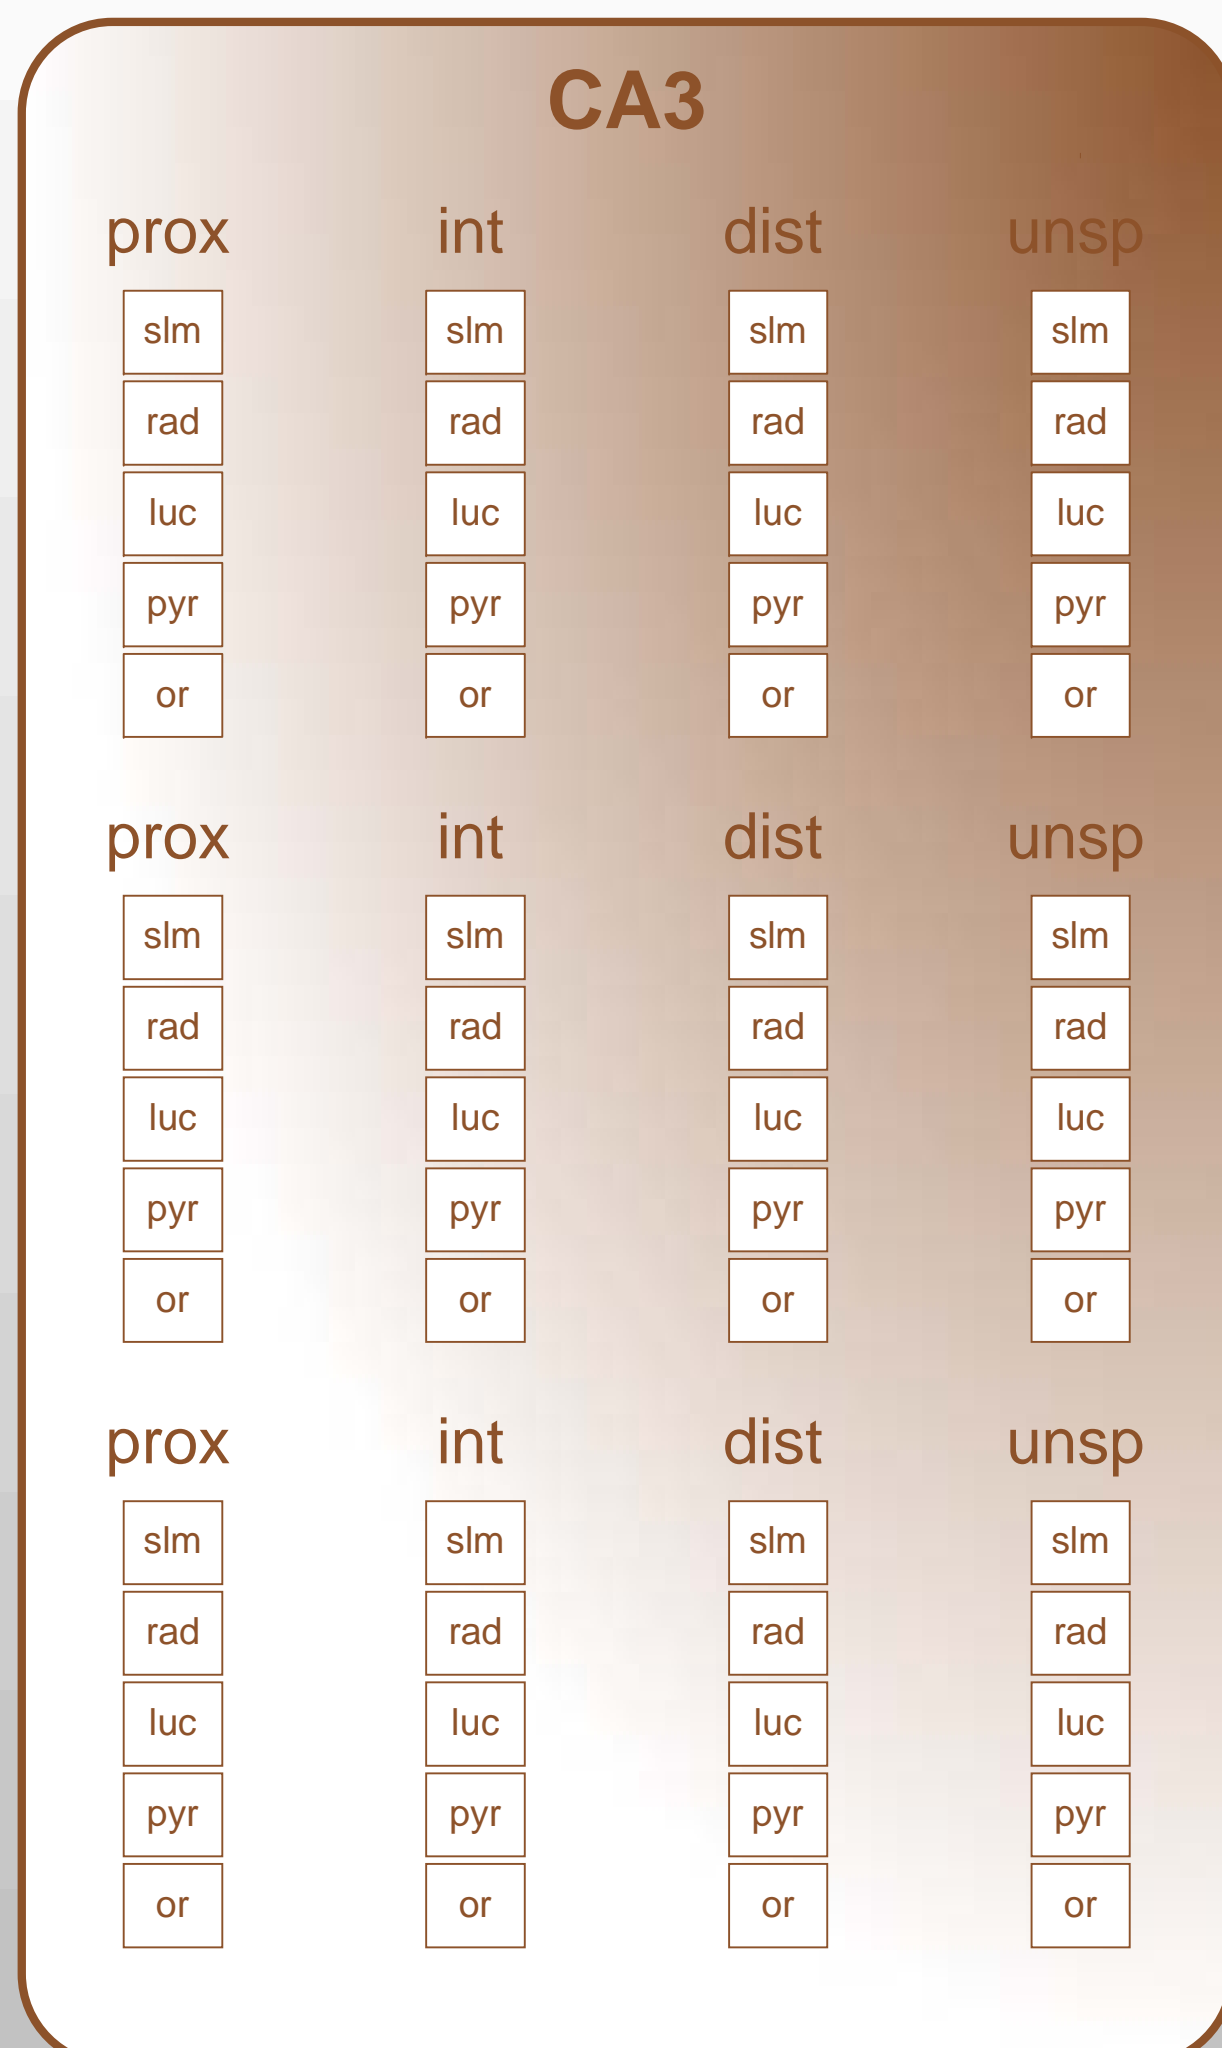 CA3
prox int dist unsp
slm slm slm slm
rad rad rad rad
luc luc luc luc
pyr pyr pyr pyr
or or or or
prox int dist unsp
slm slm slm slm
rad rad rad rad
luc luc luc luc
pyr pyr pyr pyr
or or or or
prox int dist unsp
slm slm slm slm
rad rad rad rad
luc luc luc luc
pyr pyr pyr pyr
or or or or